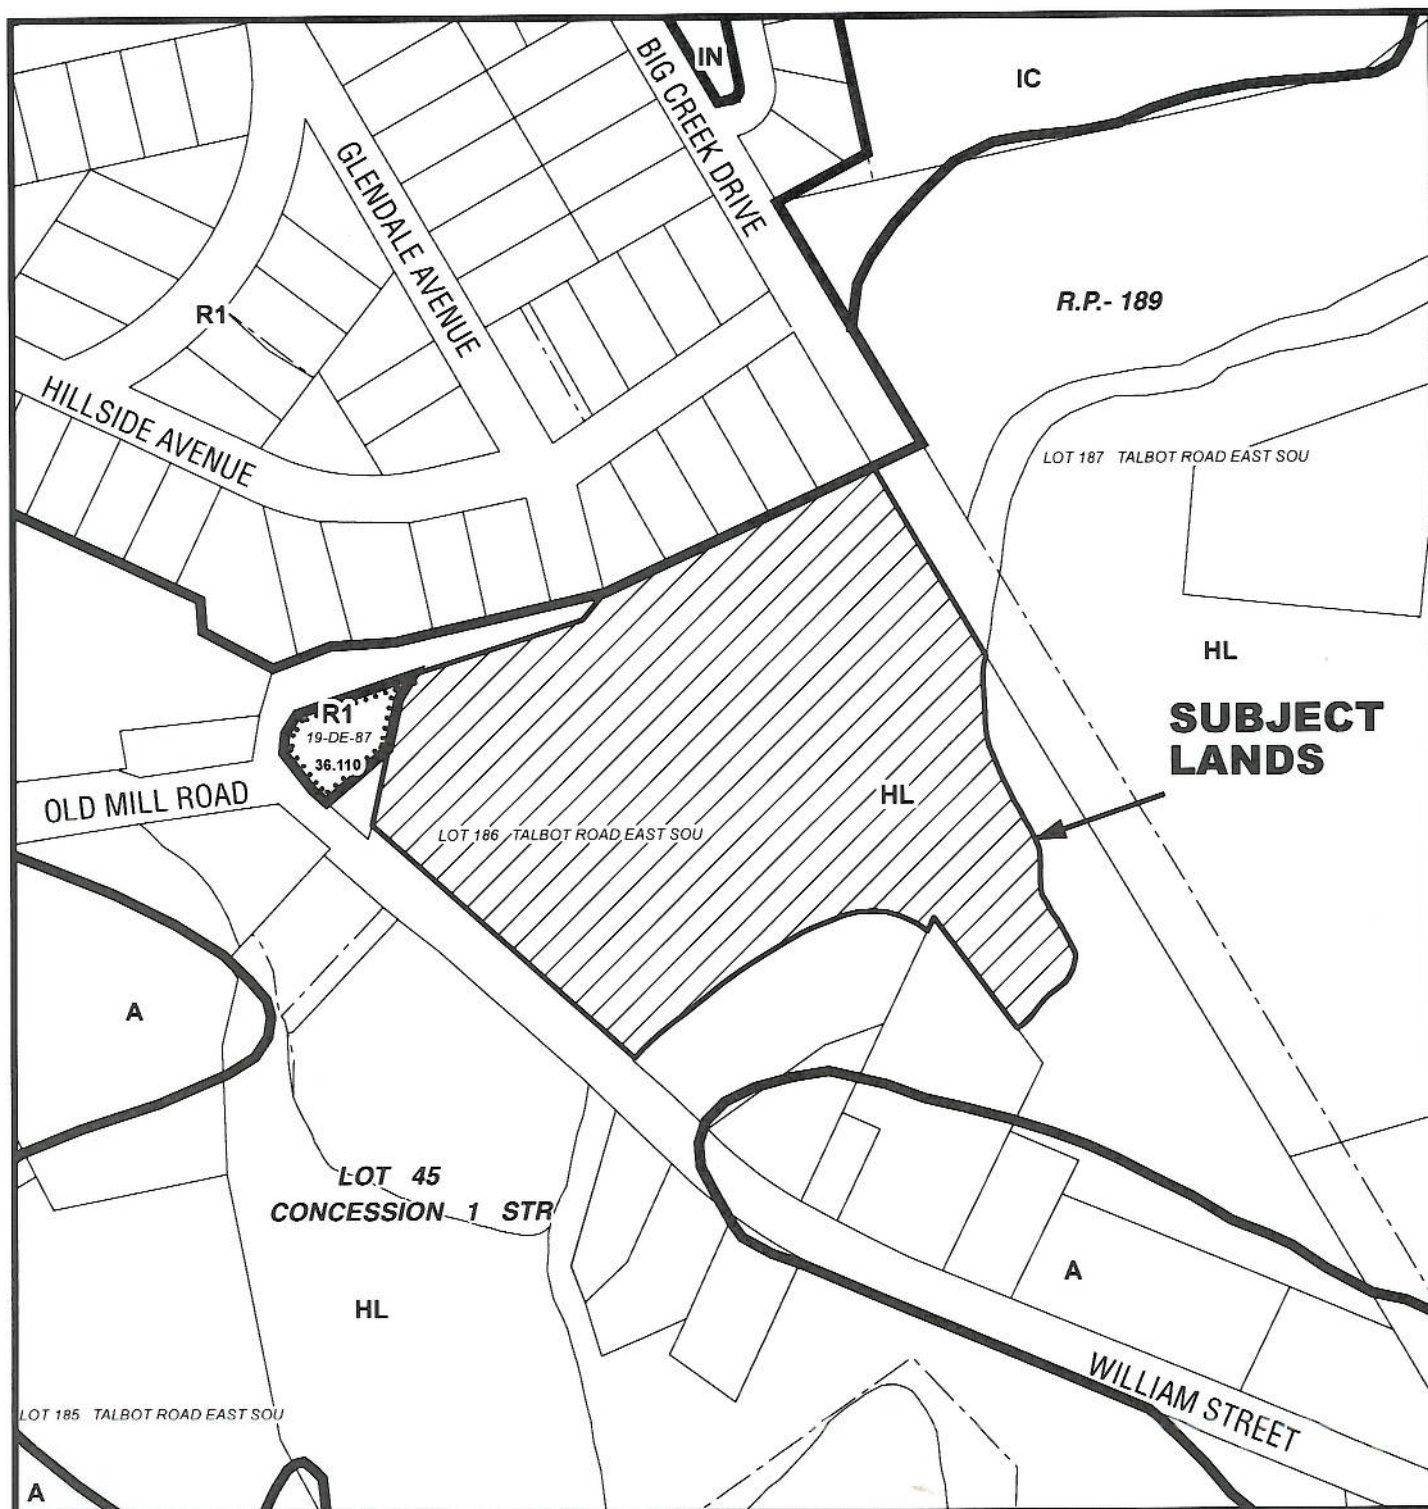 IN
IC
BIG CREEK DRIVE
GLENDALE AVENUE
R.P.- 189
R1
HILLSIDE AVENUE
LOT 187 TALBOT ROAD EAST SOU
HL
SUBJECT
LANDS
R1
19-DE-87
36.110
HL
OLD MILL ROAD
LOT 186 TALBOT ROAD EAST SOU
A
LOT 45
CONCESSION 1 STR
A
HL
WILLIAM STREET
LOT 185 TALBOT ROAD EAST SOU
A